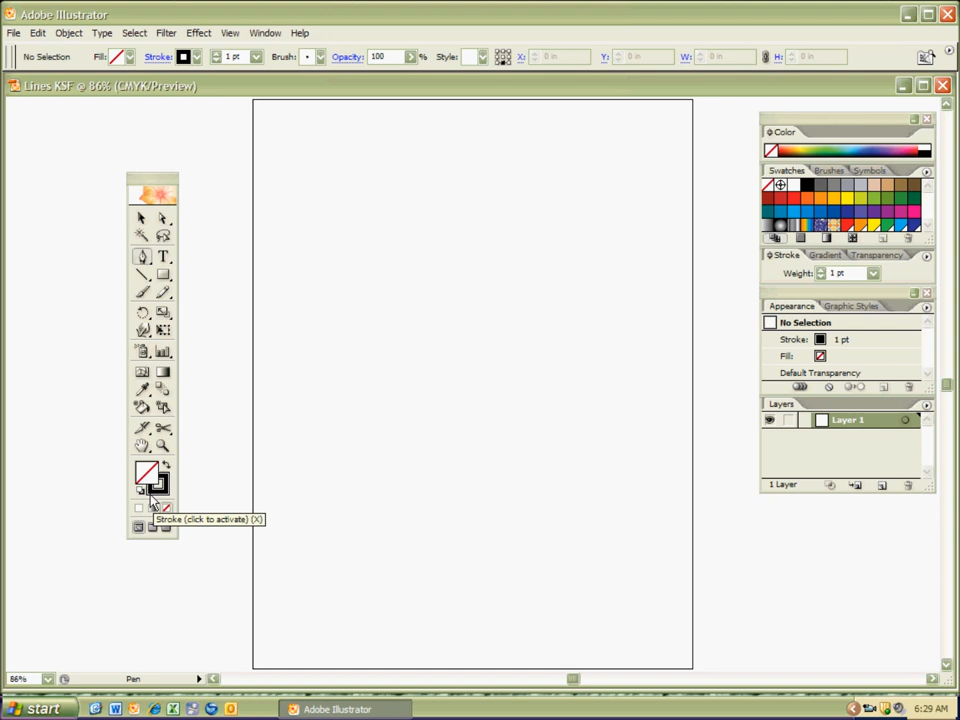 Adobe Illustrator
File Edit Object Type Select Filter Effect View Window Help
No Selection Fill: Stroke: 1 pt Brush: Opacity: 100 % Style: X: 0 in Y: 0 in W: 0 in H: 0 in
Lines KSF @ 86% (CMYK/Preview)
Color
Swatches Brushes Symbols
T
Stroke Gradient Transparency
Weight: 1 pt
Appearance Graphic Styles
No Selection
Stroke: 1 pt
Fill:
Default Transparency
Layers
Layer 1
1 Layer
Stroke (click to activate) (X)
86% Pen
start Adobe Illustrator 6:29 AM